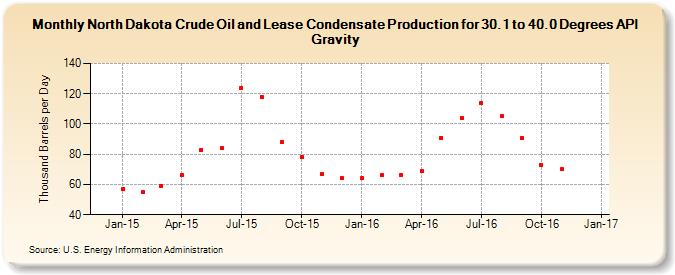 Monthly North Dakota Crude Oil and Lease Condensate Production for 30.1 to 40.0 Degrees API
Gravity
Thousand Barrels per Day
140
120
100
80
60
40
Jan-15 Apr-15 Jul-15 Oct-15 Jan-16 Apr-16 Jul-16 Oct-16 Jan-17
Source: U.S. Energy Information Administration